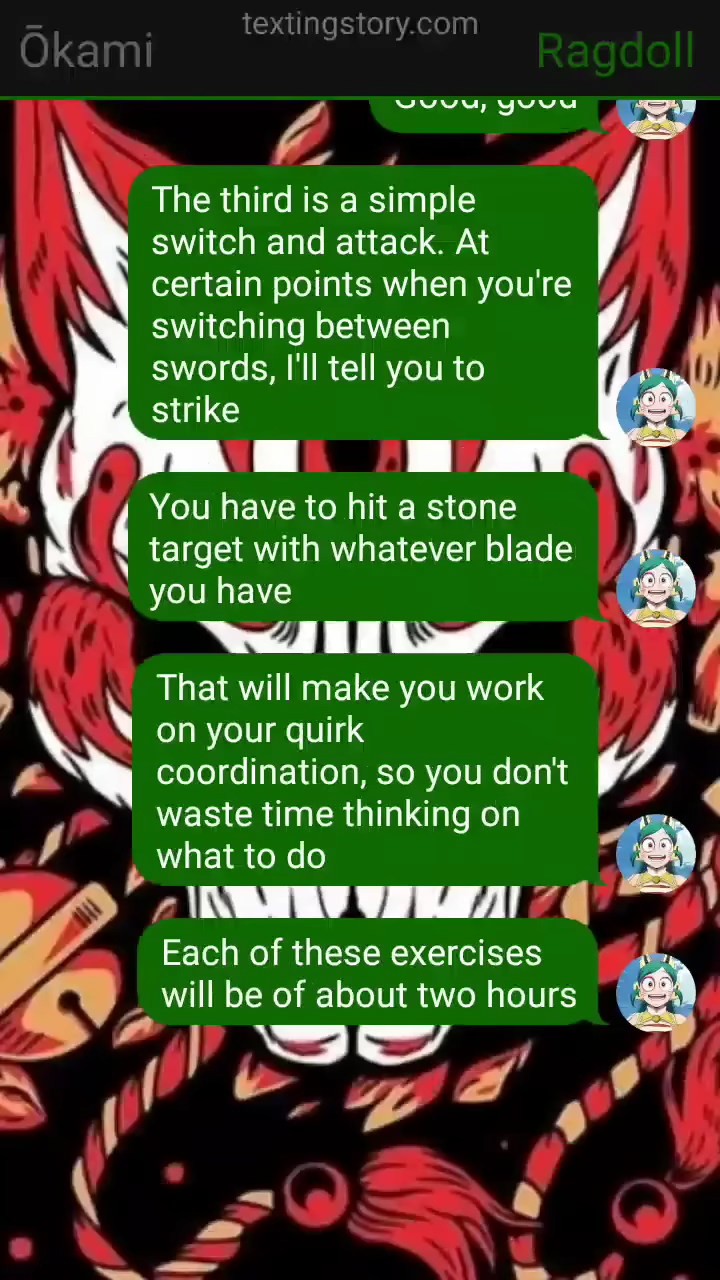 textingstory.com
Ōkami
Ragdoll
Good, good
The third is a simple
switch and attack. At
certain points when you're
switching between
swords, I'll tell you to
strike
You have to hit a stone
target with whatever blade
you have
That will make you work
on your quirk
coordination, so you don't
waste time thinking on
what to do
Each of these exercises
will be of about two hours